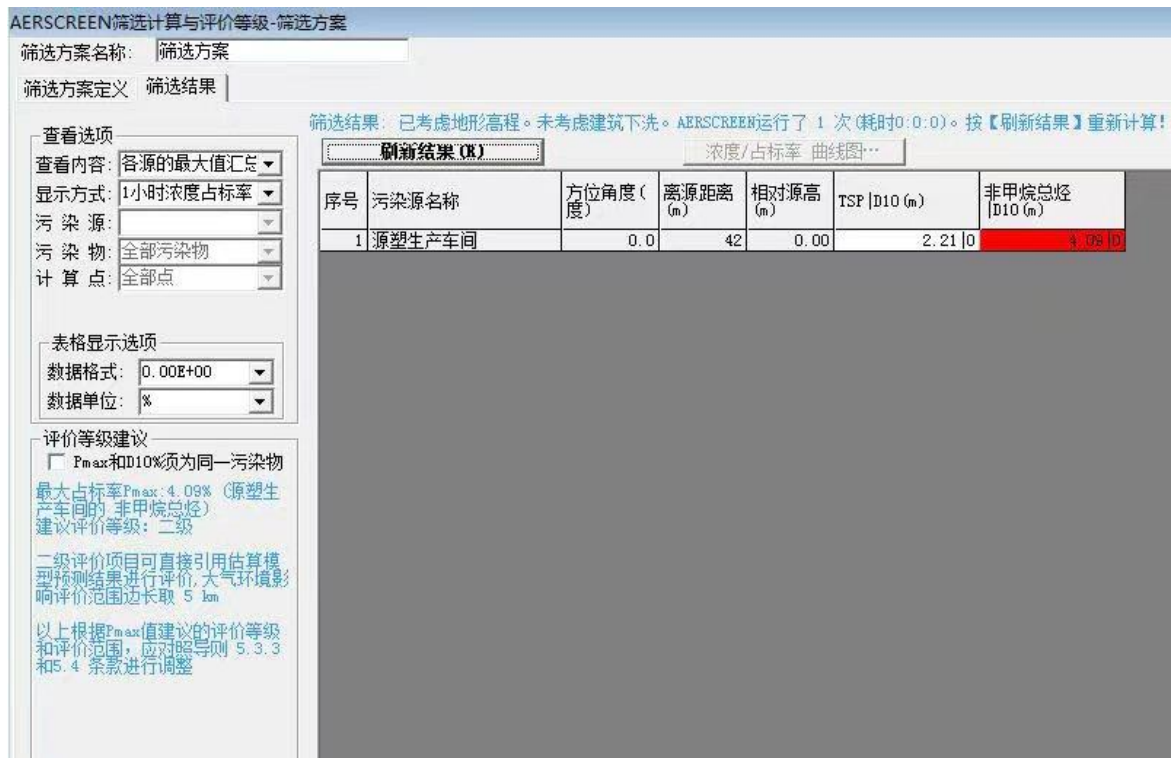 AERSCREEN筛选计算与评价等级-筛选方案
筛选方案名称: 筛选方案
筛选方案定义 筛选结果
筛选结果: 已考虑地形高程。未考虑建筑下洗。AERSCREEN运行了 1 次(耗时0:0:0)。按【刷新结果】重新计算!
刷新结果(R) 浓度/占标率 曲线图…
查看选项
查看内容: 各源的最大值汇总
显示方式: 1小时浓度占标率
污 染 源:
污 染 物: 全部污染物
计 算 点: 全部点
序号 污染源名称 方位角度(度) 离源距离(m) 相对源高(m) TSP|D10(m) 非甲烷总烃|D10(m)
1 源塑生产车间 0.0 42 0.00 2.21|0 4.09|0
表格显示选项
数据格式: 0.00E+00
数据单位: %
评价等级建议
Pmax和D10%须为同一污染物
最大占标率Pmax:4.09% (源塑生
产车间的 非甲烷总烃)
建议评价等级: 二级
二级评价项目可直接引用估算模
型预测结果进行评价,大气环境影
响评价范围边长取 5 km
以上根据Pmax值建议的评价等级
和评价范围,应对照导则 5.3.3
和5.4 条款进行调整